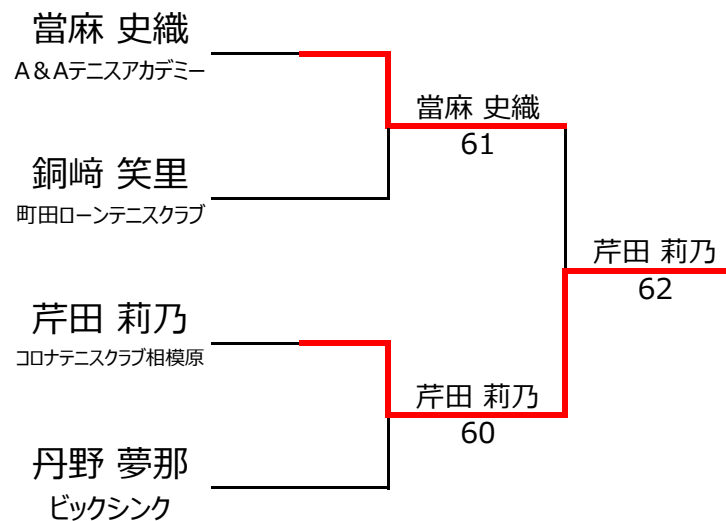 當麻 史織
A&Aテニスアカデミー
當麻 史織
61
銅﨑 笑里
町田ローンテニスクラブ
芹田 莉乃
62
芹田 莉乃
コロナテニスクラブ相模原
芹田 莉乃
60
丹野 夢那
ビックシンク